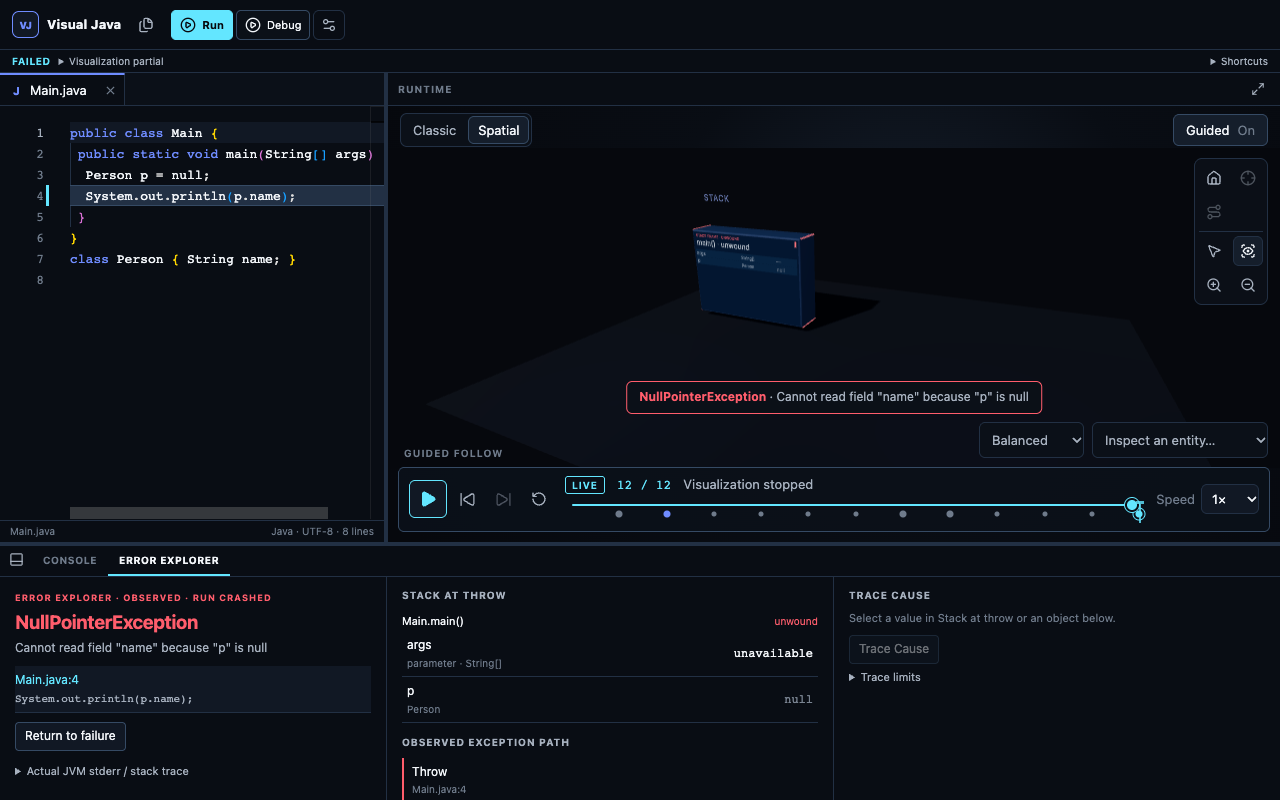 VJ Visual Java Run Debug
FAILED Visualization partial Shortcuts
J Main.java
RUNTIME
Classic Spatial Guided On
1 public class Main {
2 public static void main(String[] args)
3 Person p = null;
4 System.out.println(p.name);
5 }
6 }
7 class Person { String name; }
8
STACK
main() · unwound
args String[]
p Person null
NullPointerException · Cannot read field "name" because "p" is null
Balanced Inspect an entity...
GUIDED FOLLOW
LIVE 12 / 12 Visualization stopped
Speed 1×
Main.java Java · UTF-8 · 8 lines
CONSOLE ERROR EXPLORER
ERROR EXPLORER · OBSERVED · RUN CRASHED
NullPointerException
Cannot read field "name" because "p" is null
Main.java:4
System.out.println(p.name);
Return to failure
Actual JVM stderr / stack trace
STACK AT THROW
Main.main() unwound
args
parameter · String[] unavailable
p
Person null
OBSERVED EXCEPTION PATH
Throw
Main.java:4
TRACE CAUSE
Select a value in Stack at throw or an object below.
Trace Cause
Trace limits